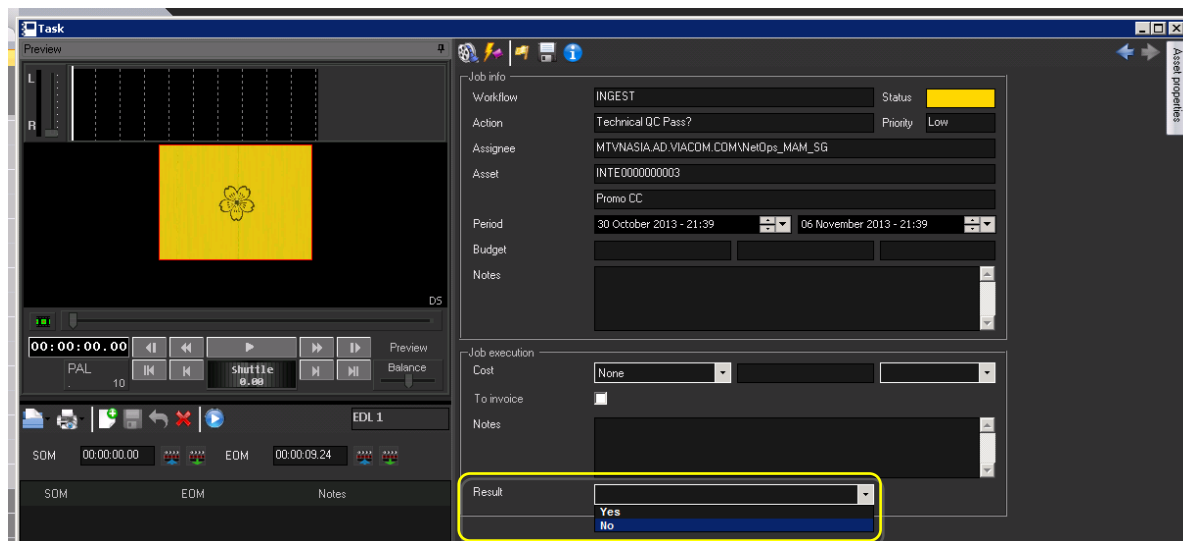 Task
Preview
L
R
DS
00:00:00.00
Preview
PAL
. 10
Shuttle
0.00
Balance
EDL 1
SOM 00:00:00.00 EOM 00:00:09.24
SOM EOM Notes
Job info
Workflow INGEST Status
Action Technical QC Pass? Priority Low
Assignee MTVNASIA.AD.VIACOM.COM\NetOps_MAM_SG
Asset INTE0000000003
Promo CC
Period 30 October 2013 - 21:39 06 November 2013 - 21:39
Budget
Notes
Job execution
Cost None
To invoice
Notes
Result
Yes
No
Asset properties